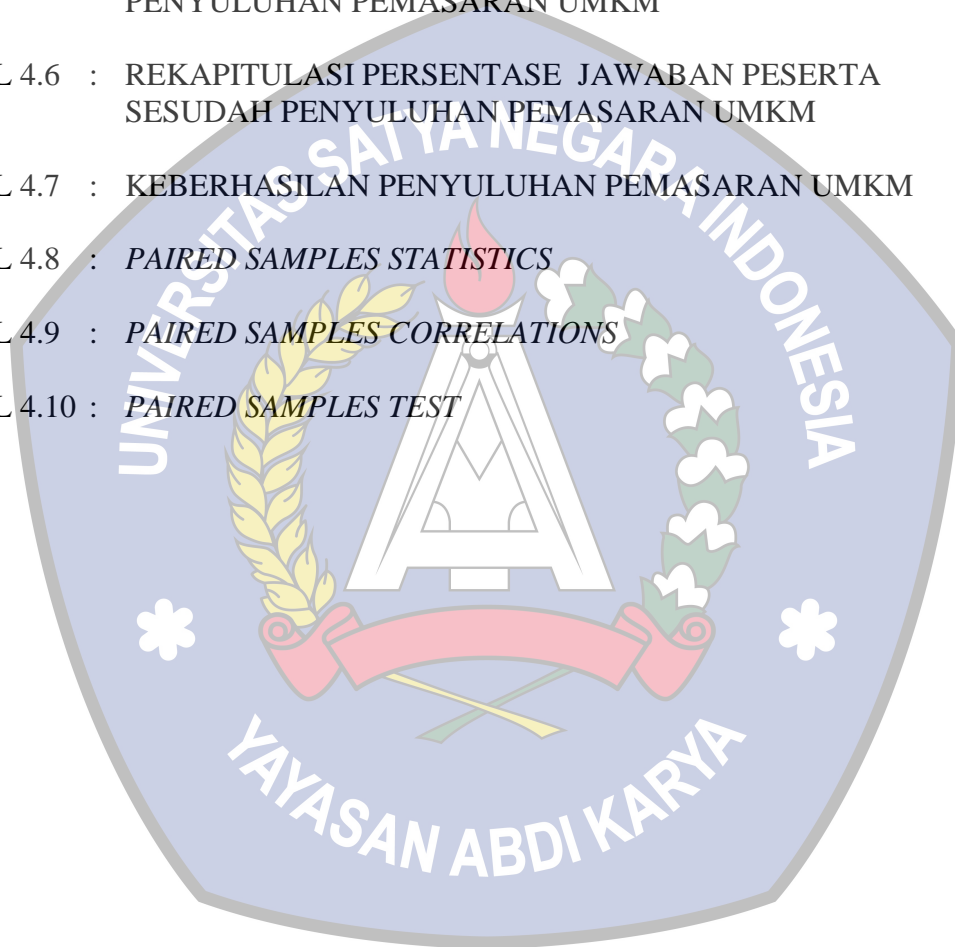 PENYULUHAN PEMASARAN UMKM
L 4.6 : REKAPITULASI PERSENTASE JAWABAN PESERTA
SESUDAH PENYULUHAN PEMASARAN UMKM
L 4.7 : KEBERHASILAN PENYULUHAN PEMASARAN UMKM
L 4.8 : PAIRED SAMPLES STATISTICS
L 4.9 : PAIRED SAMPLES CORRELATIONS
L 4.10 : PAIRED SAMPLES TEST
UNIVERSITAS SATYA NEGARA INDONESIA
YAYASAN ABDI KARYA